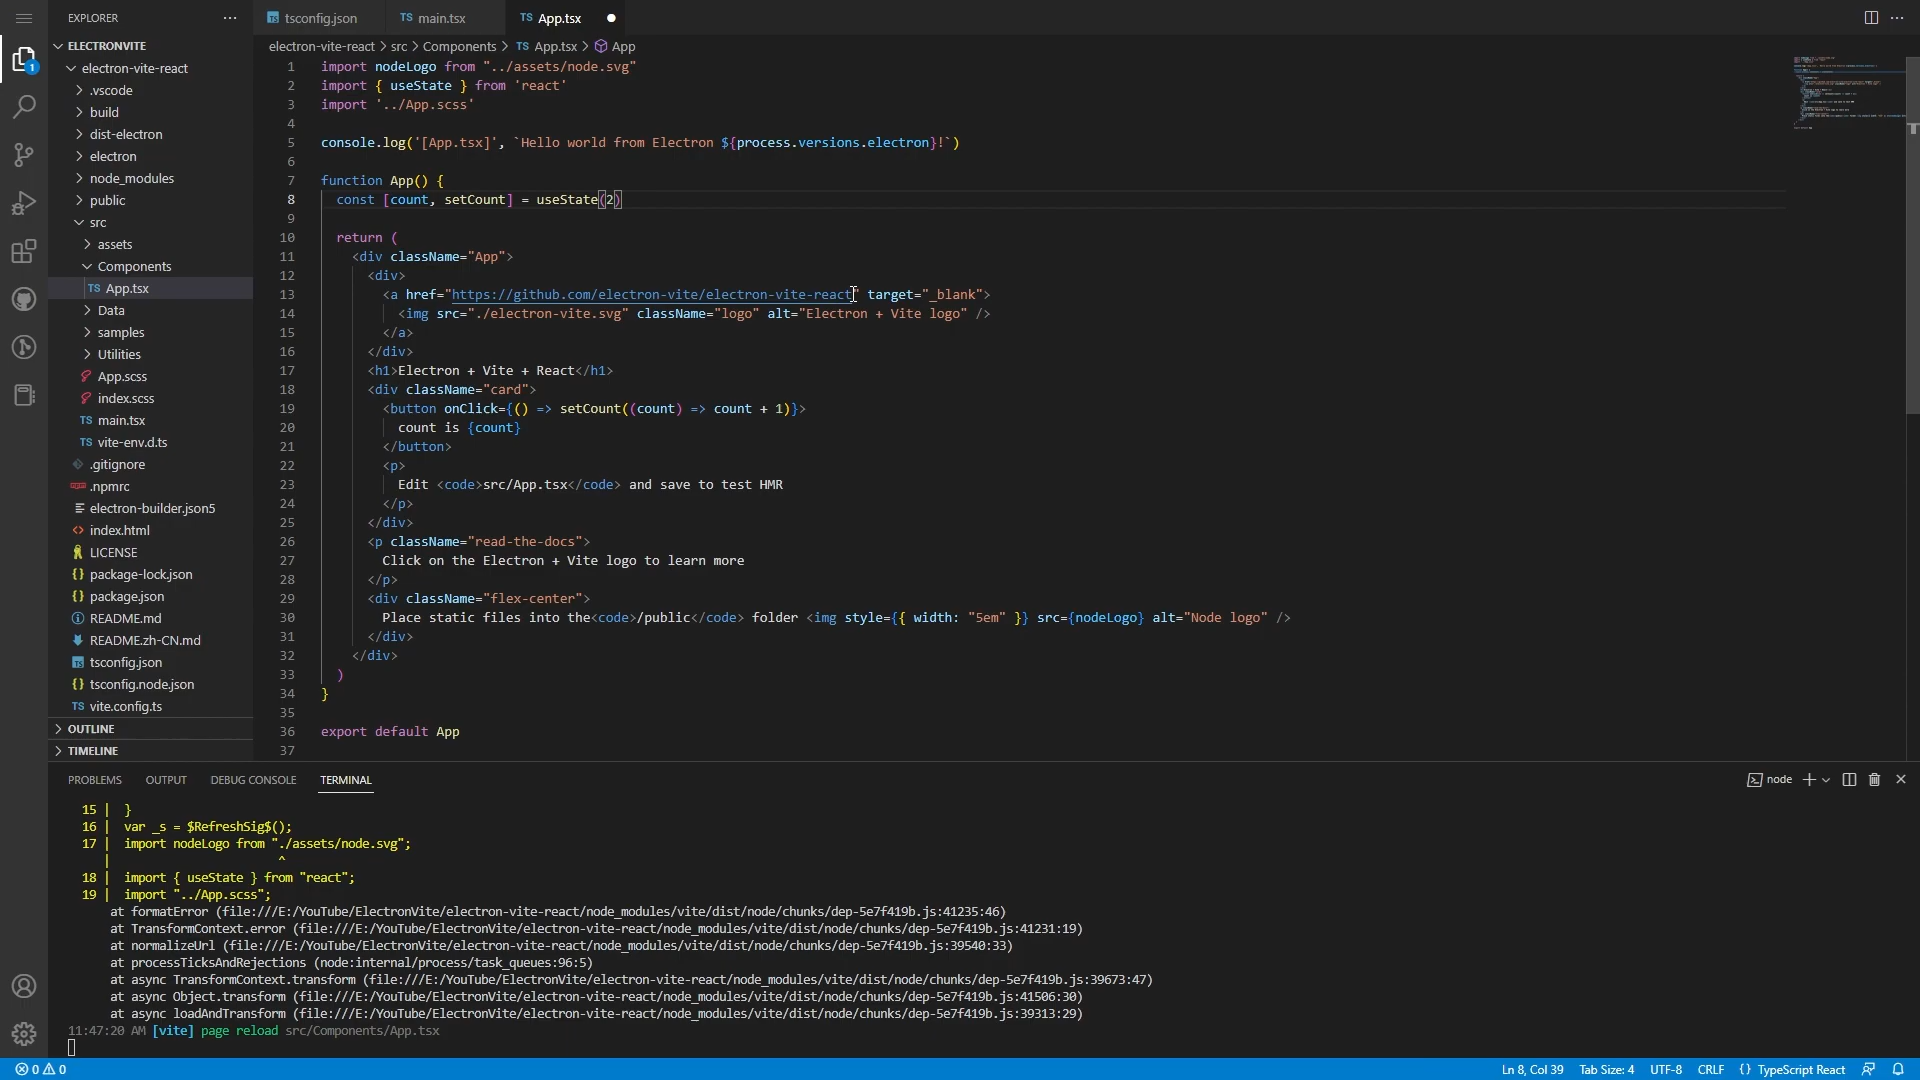 EXPLORER
tsconfig.json
TS main.tsx
TS App.tsx
1
ELECTRONVITE
electron-vite-react
.vscode
build
dist-electron
electron
node_modules
public
src
assets
Components
TS App.tsx
Data
samples
Utilities
App.scss
index.scss
TS main.tsx
TS vite-env.d.ts
.gitignore
.npmrc
electron-builder.json5
index.html
LICENSE
package-lock.json
package.json
README.md
README.zh-CN.md
tsconfig.json
tsconfig.node.json
TS vite.config.ts
OUTLINE
TIMELINE
electron-vite-react > src > Components > TS App.tsx > App
1 import nodeLogo from "../assets/node.svg"
2 import { useState } from 'react'
3 import '../App.scss'
4
5 console.log('[App.tsx]', `Hello world from Electron ${process.versions.electron}!`)
6
7 function App() {
8 const [count, setCount] = useState(2)
9
10 return (
11 <div className="App">
12 <div>
13 <a href="https://github.com/electron-vite/electron-vite-react" target="_blank">
14 <img src="./electron-vite.svg" className="logo" alt="Electron + Vite logo" />
15 </a>
16 </div>
17 <h1>Electron + Vite + React</h1>
18 <div className="card">
19 <button onClick={() => setCount((count) => count + 1)}>
20 count is {count}
21 </button>
22 <p>
23 Edit <code>src/App.tsx</code> and save to test HMR
24 </p>
25 </div>
26 <p className="read-the-docs">
27 Click on the Electron + Vite logo to learn more
28 </p>
29 <div className="flex-center">
30 Place static files into the<code>/public</code> folder <img style={{ width: "5em" }} src={nodeLogo} alt="Node logo" />
31 </div>
32 </div>
33 )
34 }
35
36 export default App
37
PROBLEMS OUTPUT DEBUG CONSOLE TERMINAL
node
15 | }
16 | var _s = $RefreshSig$();
17 | import nodeLogo from "./assets/node.svg";
| ^
18 | import { useState } from "react";
19 | import "../App.scss";
at formatError (file:///E:/YouTube/ElectronVite/electron-vite-react/node_modules/vite/dist/node/chunks/dep-5e7f419b.js:41235:46)
at TransformContext.error (file:///E:/YouTube/ElectronVite/electron-vite-react/node_modules/vite/dist/node/chunks/dep-5e7f419b.js:41231:19)
at normalizeUrl (file:///E:/YouTube/ElectronVite/electron-vite-react/node_modules/vite/dist/node/chunks/dep-5e7f419b.js:39540:33)
at processTicksAndRejections (node:internal/process/task_queues:96:5)
at async TransformContext.transform (file:///E:/YouTube/ElectronVite/electron-vite-react/node_modules/vite/dist/node/chunks/dep-5e7f419b.js:39673:47)
at async Object.transform (file:///E:/YouTube/ElectronVite/electron-vite-react/node_modules/vite/dist/node/chunks/dep-5e7f419b.js:41506:30)
at async loadAndTransform (file:///E:/YouTube/ElectronVite/electron-vite-react/node_modules/vite/dist/node/chunks/dep-5e7f419b.js:39313:29)
11:47:20 AM [vite] page reload src/Components/App.tsx
0 0
Ln 8, Col 39 Tab Size: 4 UTF-8 CRLF {} TypeScript React